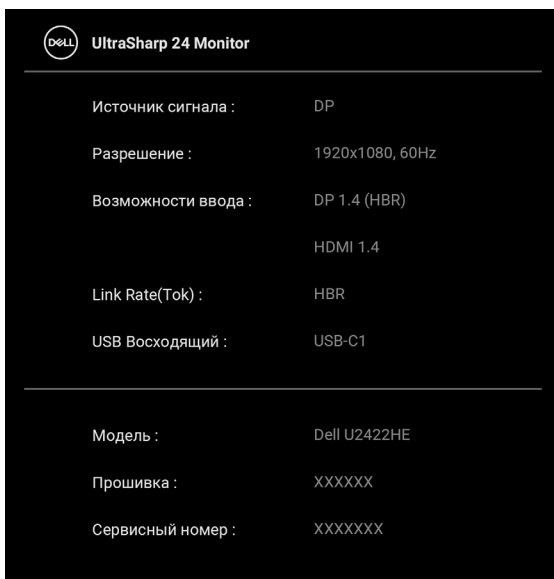 DELL UltraSharp 24 Monitor
Источник сигнала : DP
Разрешение : 1920x1080, 60Hz
Возможности ввода : DP 1.4 (HBR)
HDMI 1.4
Link Rate(Tok) : HBR
USB Восходящий : USB-C1
Модель : Dell U2422HE
Прошивка : XXXXXX
Сервисный номер : XXXXXXX